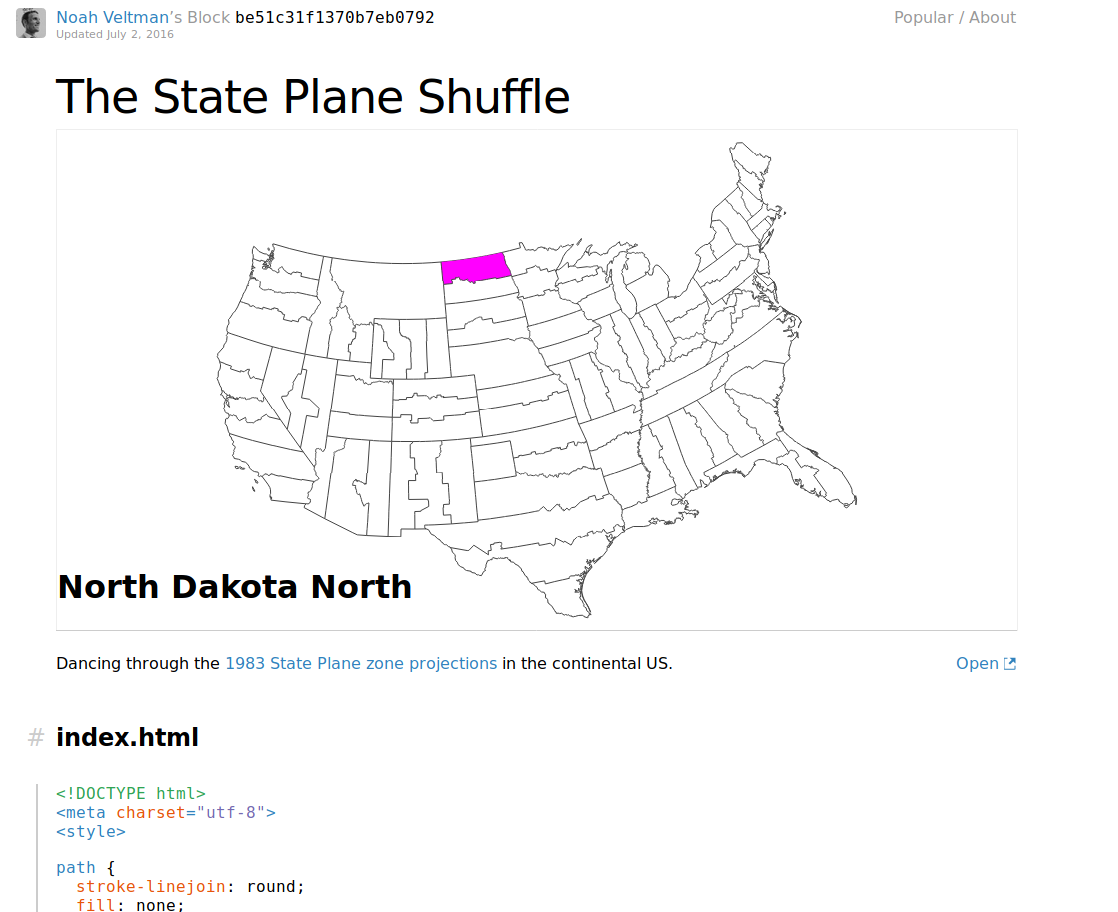 Noah Veltman’s Block be51c31f1370b7eb0792
Popular / About
Updated July 2, 2016
The State Plane Shuffle
North Dakota North
Dancing through the 1983 State Plane zone projections in the continental US.
Open
# index.html
<!DOCTYPE html>
<meta charset="utf-8">
<style>
path {
  stroke-linejoin: round;
  fill: none;